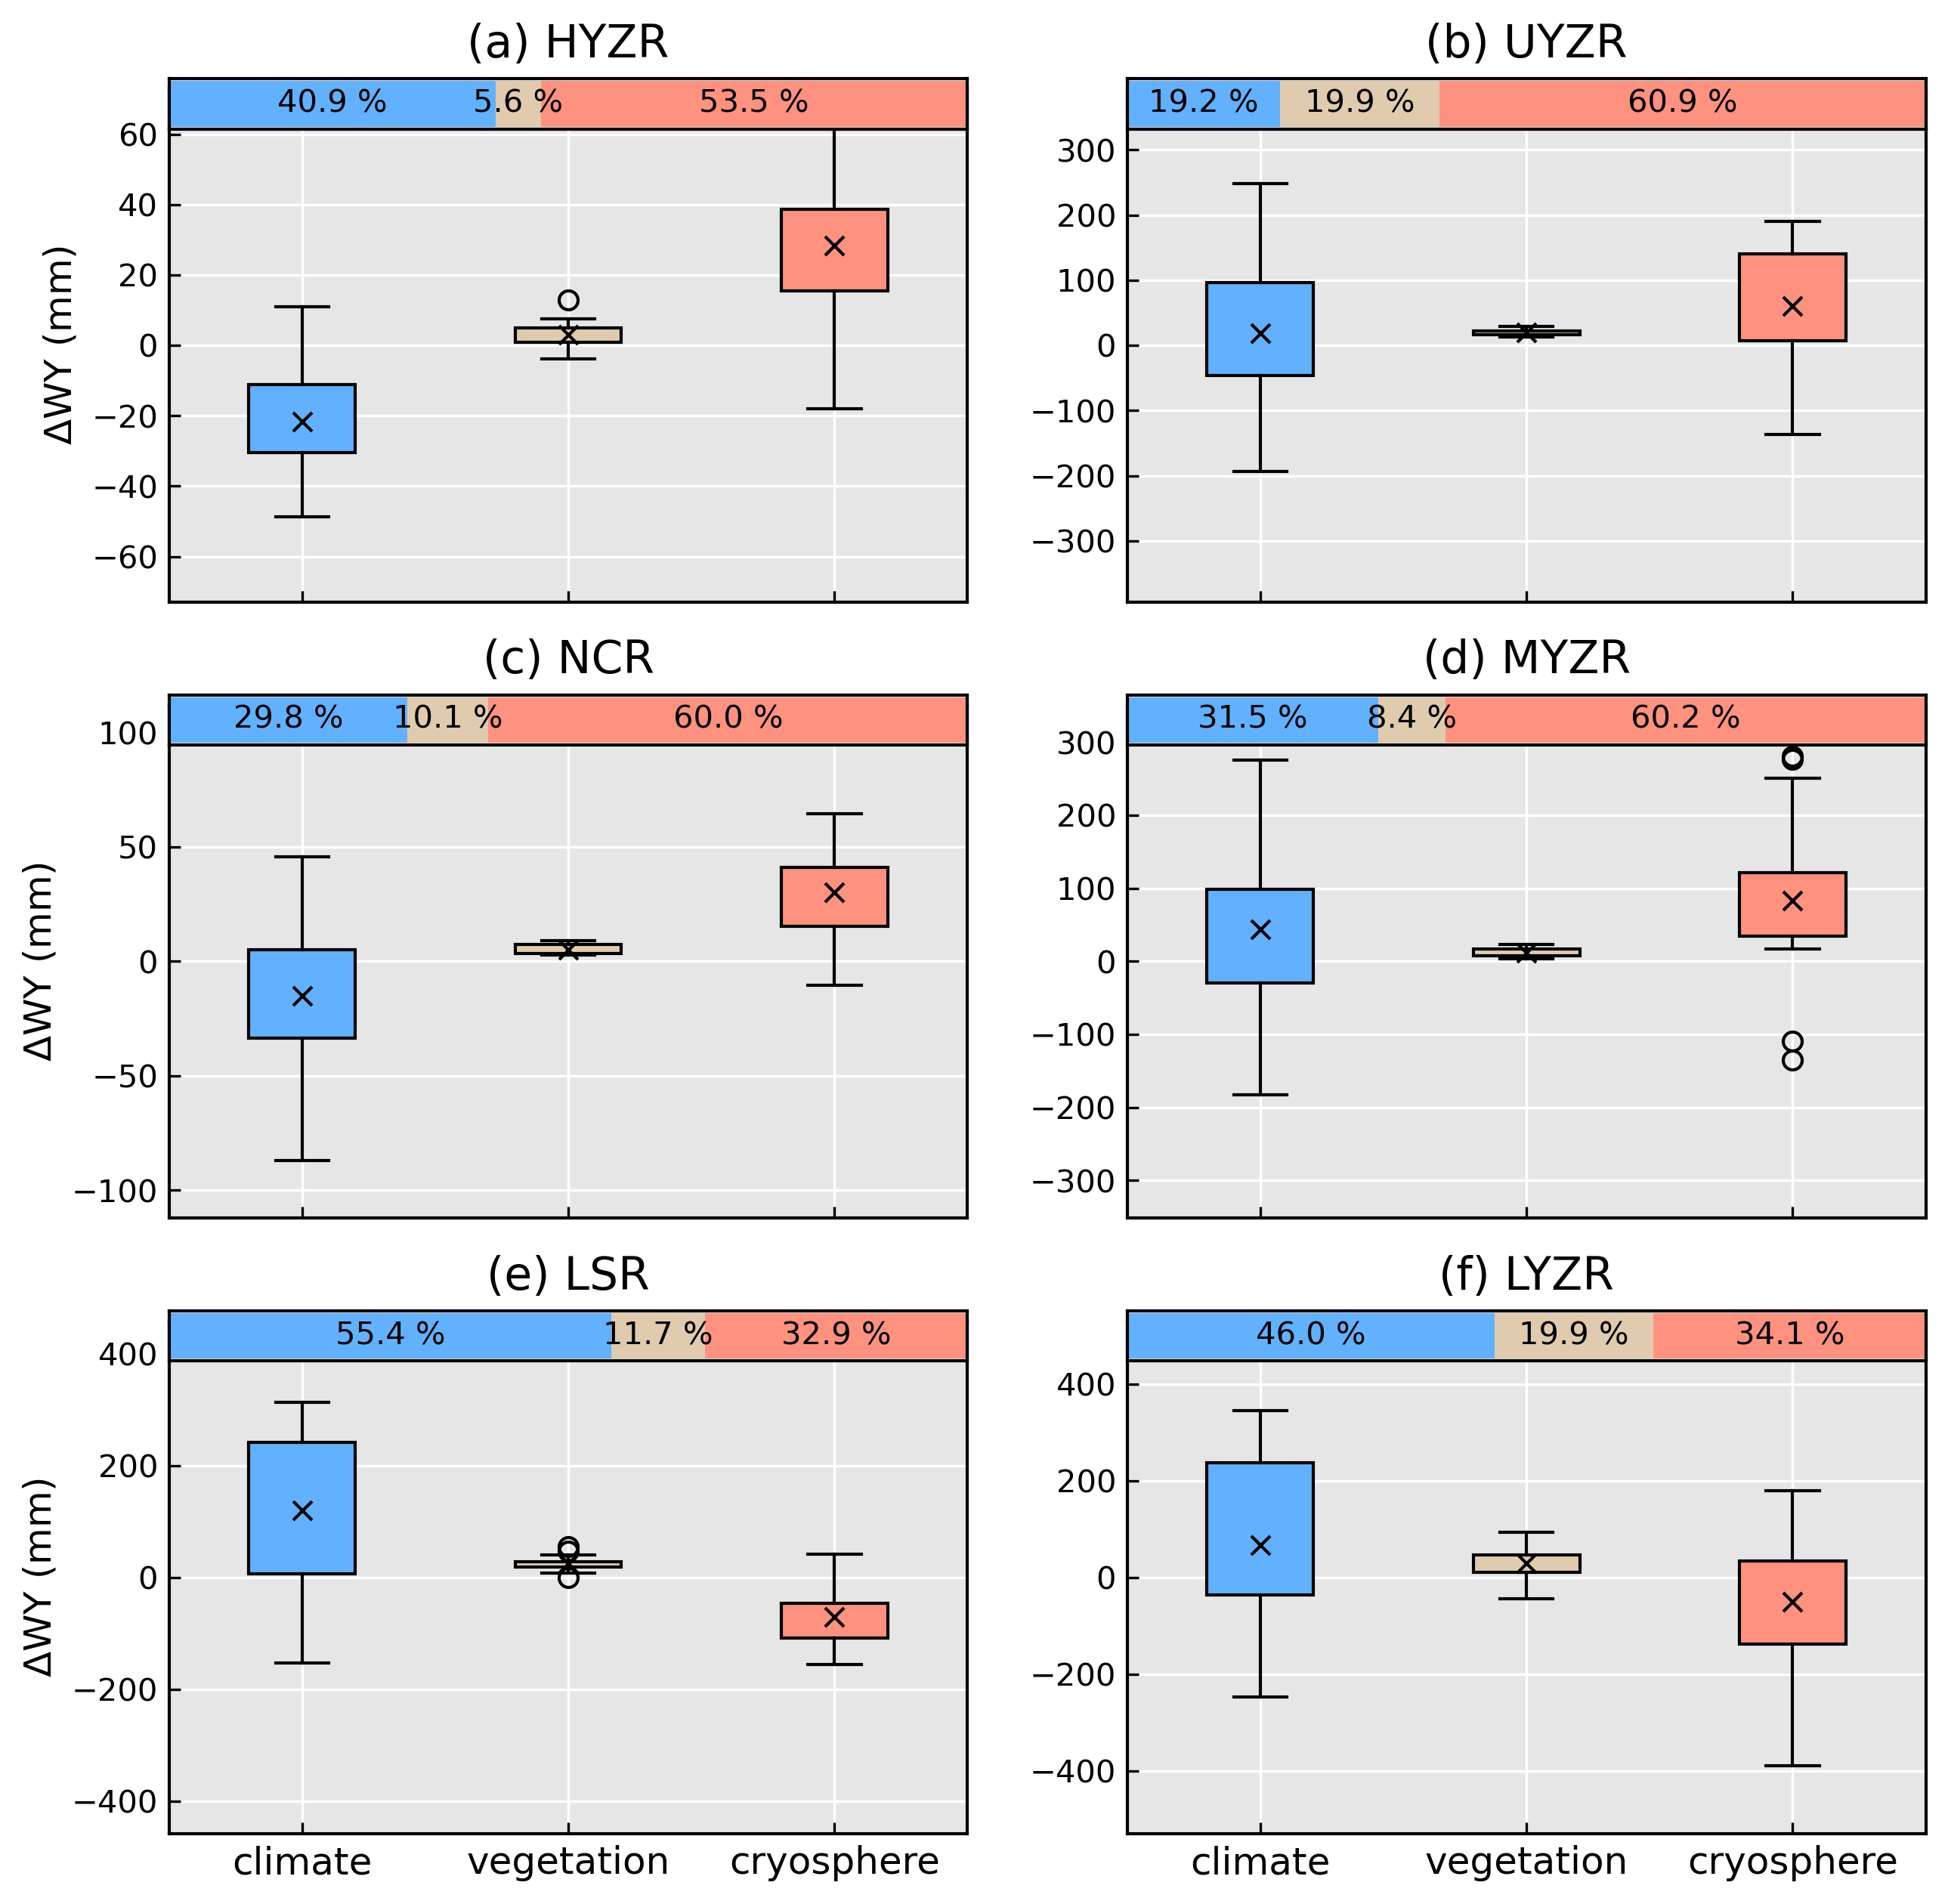 (a) HYZR
40.9 % 5.6 % 53.5 %
60
40
20
0
−20
−40
−60
ΔWY (mm)
(b) UYZR
19.2 % 19.9 % 60.9 %
300
200
100
0
−100
−200
−300
(c) NCR
29.8 % 10.1 % 60.0 %
100
50
0
−50
−100
ΔWY (mm)
(d) MYZR
31.5 % 8.4 % 60.2 %
300
200
100
0
−100
−200
−300
(e) LSR
55.4 % 11.7 % 32.9 %
400
200
0
−200
−400
ΔWY (mm)
climate vegetation cryosphere
(f) LYZR
46.0 % 19.9 % 34.1 %
400
200
0
−200
−400
climate vegetation cryosphere